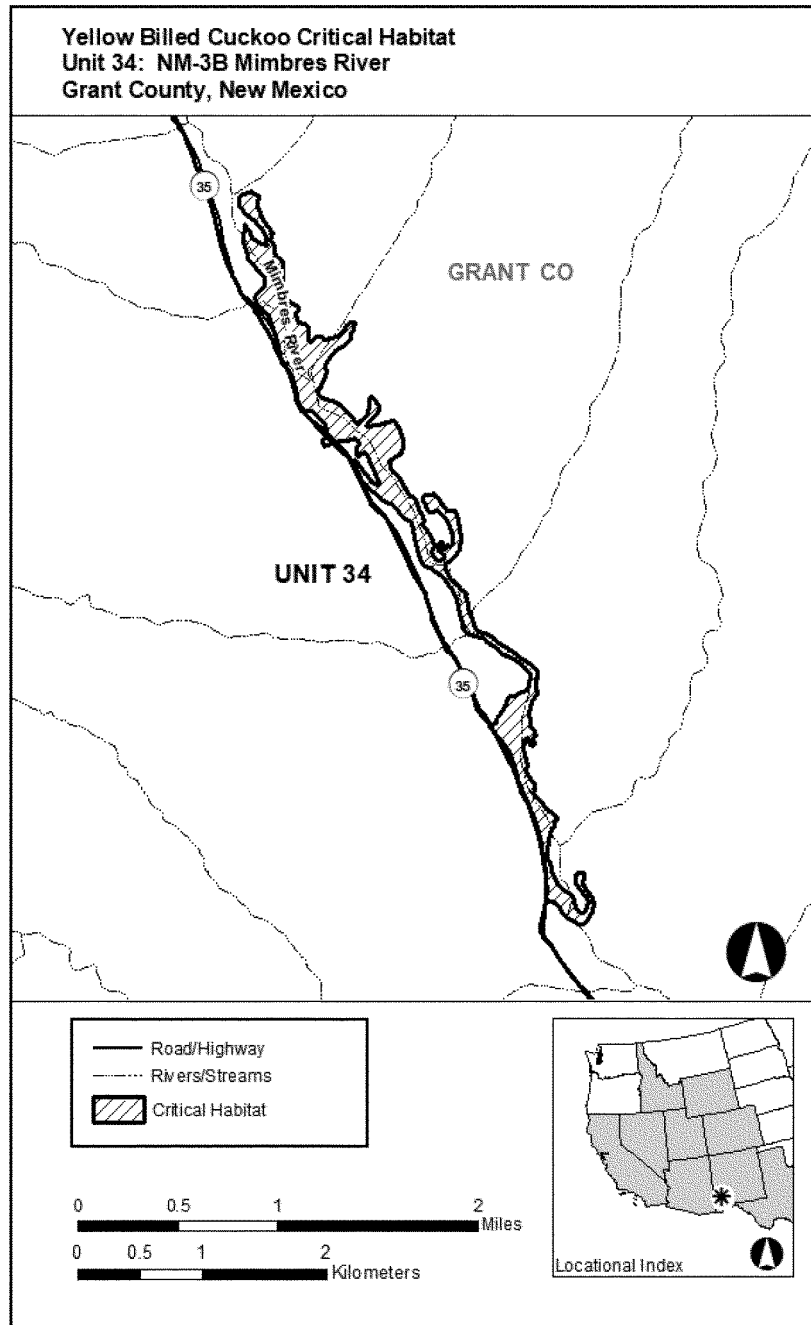 Yellow Billed Cuckoo Critical Habitat
Unit 34: NM-3B Mimbres River
Grant County, New Mexico
35
Mimbres River
GRANT CO
UNIT 34
35
Road/Highway
Rivers/Streams
Critical Habitat
0 0.5 1 2
Miles
0 0.5 1 2
Kilometers
Locational Index